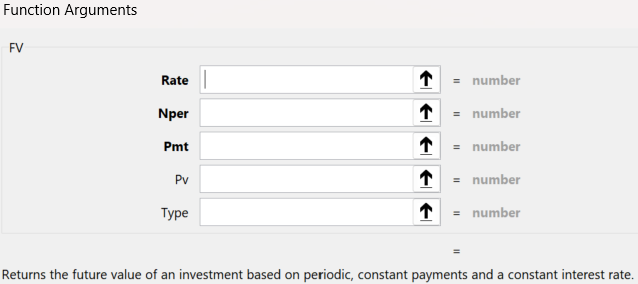 Function Arguments
FV
Rate = number
Nper = number
Pmt = number
Pv = number
Type = number
=
Returns the future value of an investment based on periodic, constant payments and a constant interest rate.